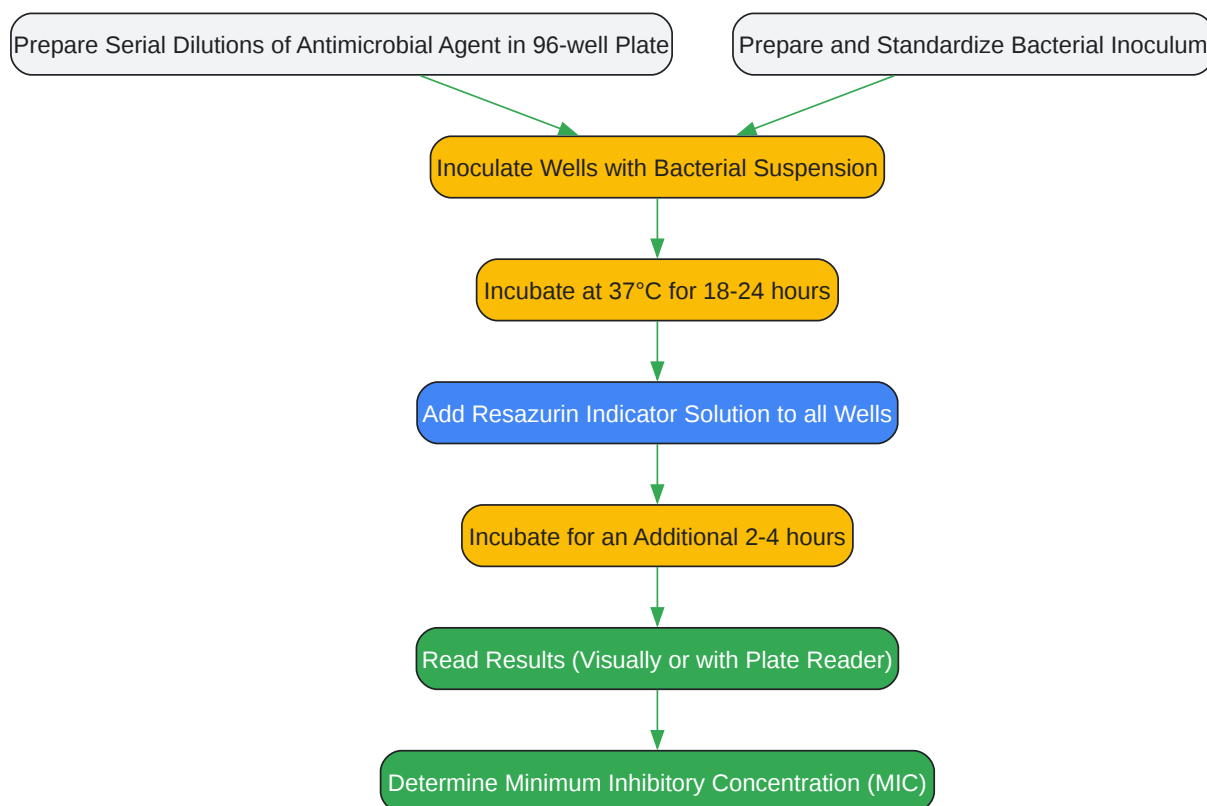 Prepare Serial Dilutions of Antimicrobial Agent in 96-well Plate
Prepare and Standardize Bacterial Inoculum
Inoculate Wells with Bacterial Suspension
Incubate at 37°C for 18-24 hours
Add Resazurin Indicator Solution to all Wells
Incubate for an Additional 2-4 hours
Read Results (Visually or with Plate Reader)
Determine Minimum Inhibitory Concentration (MIC)